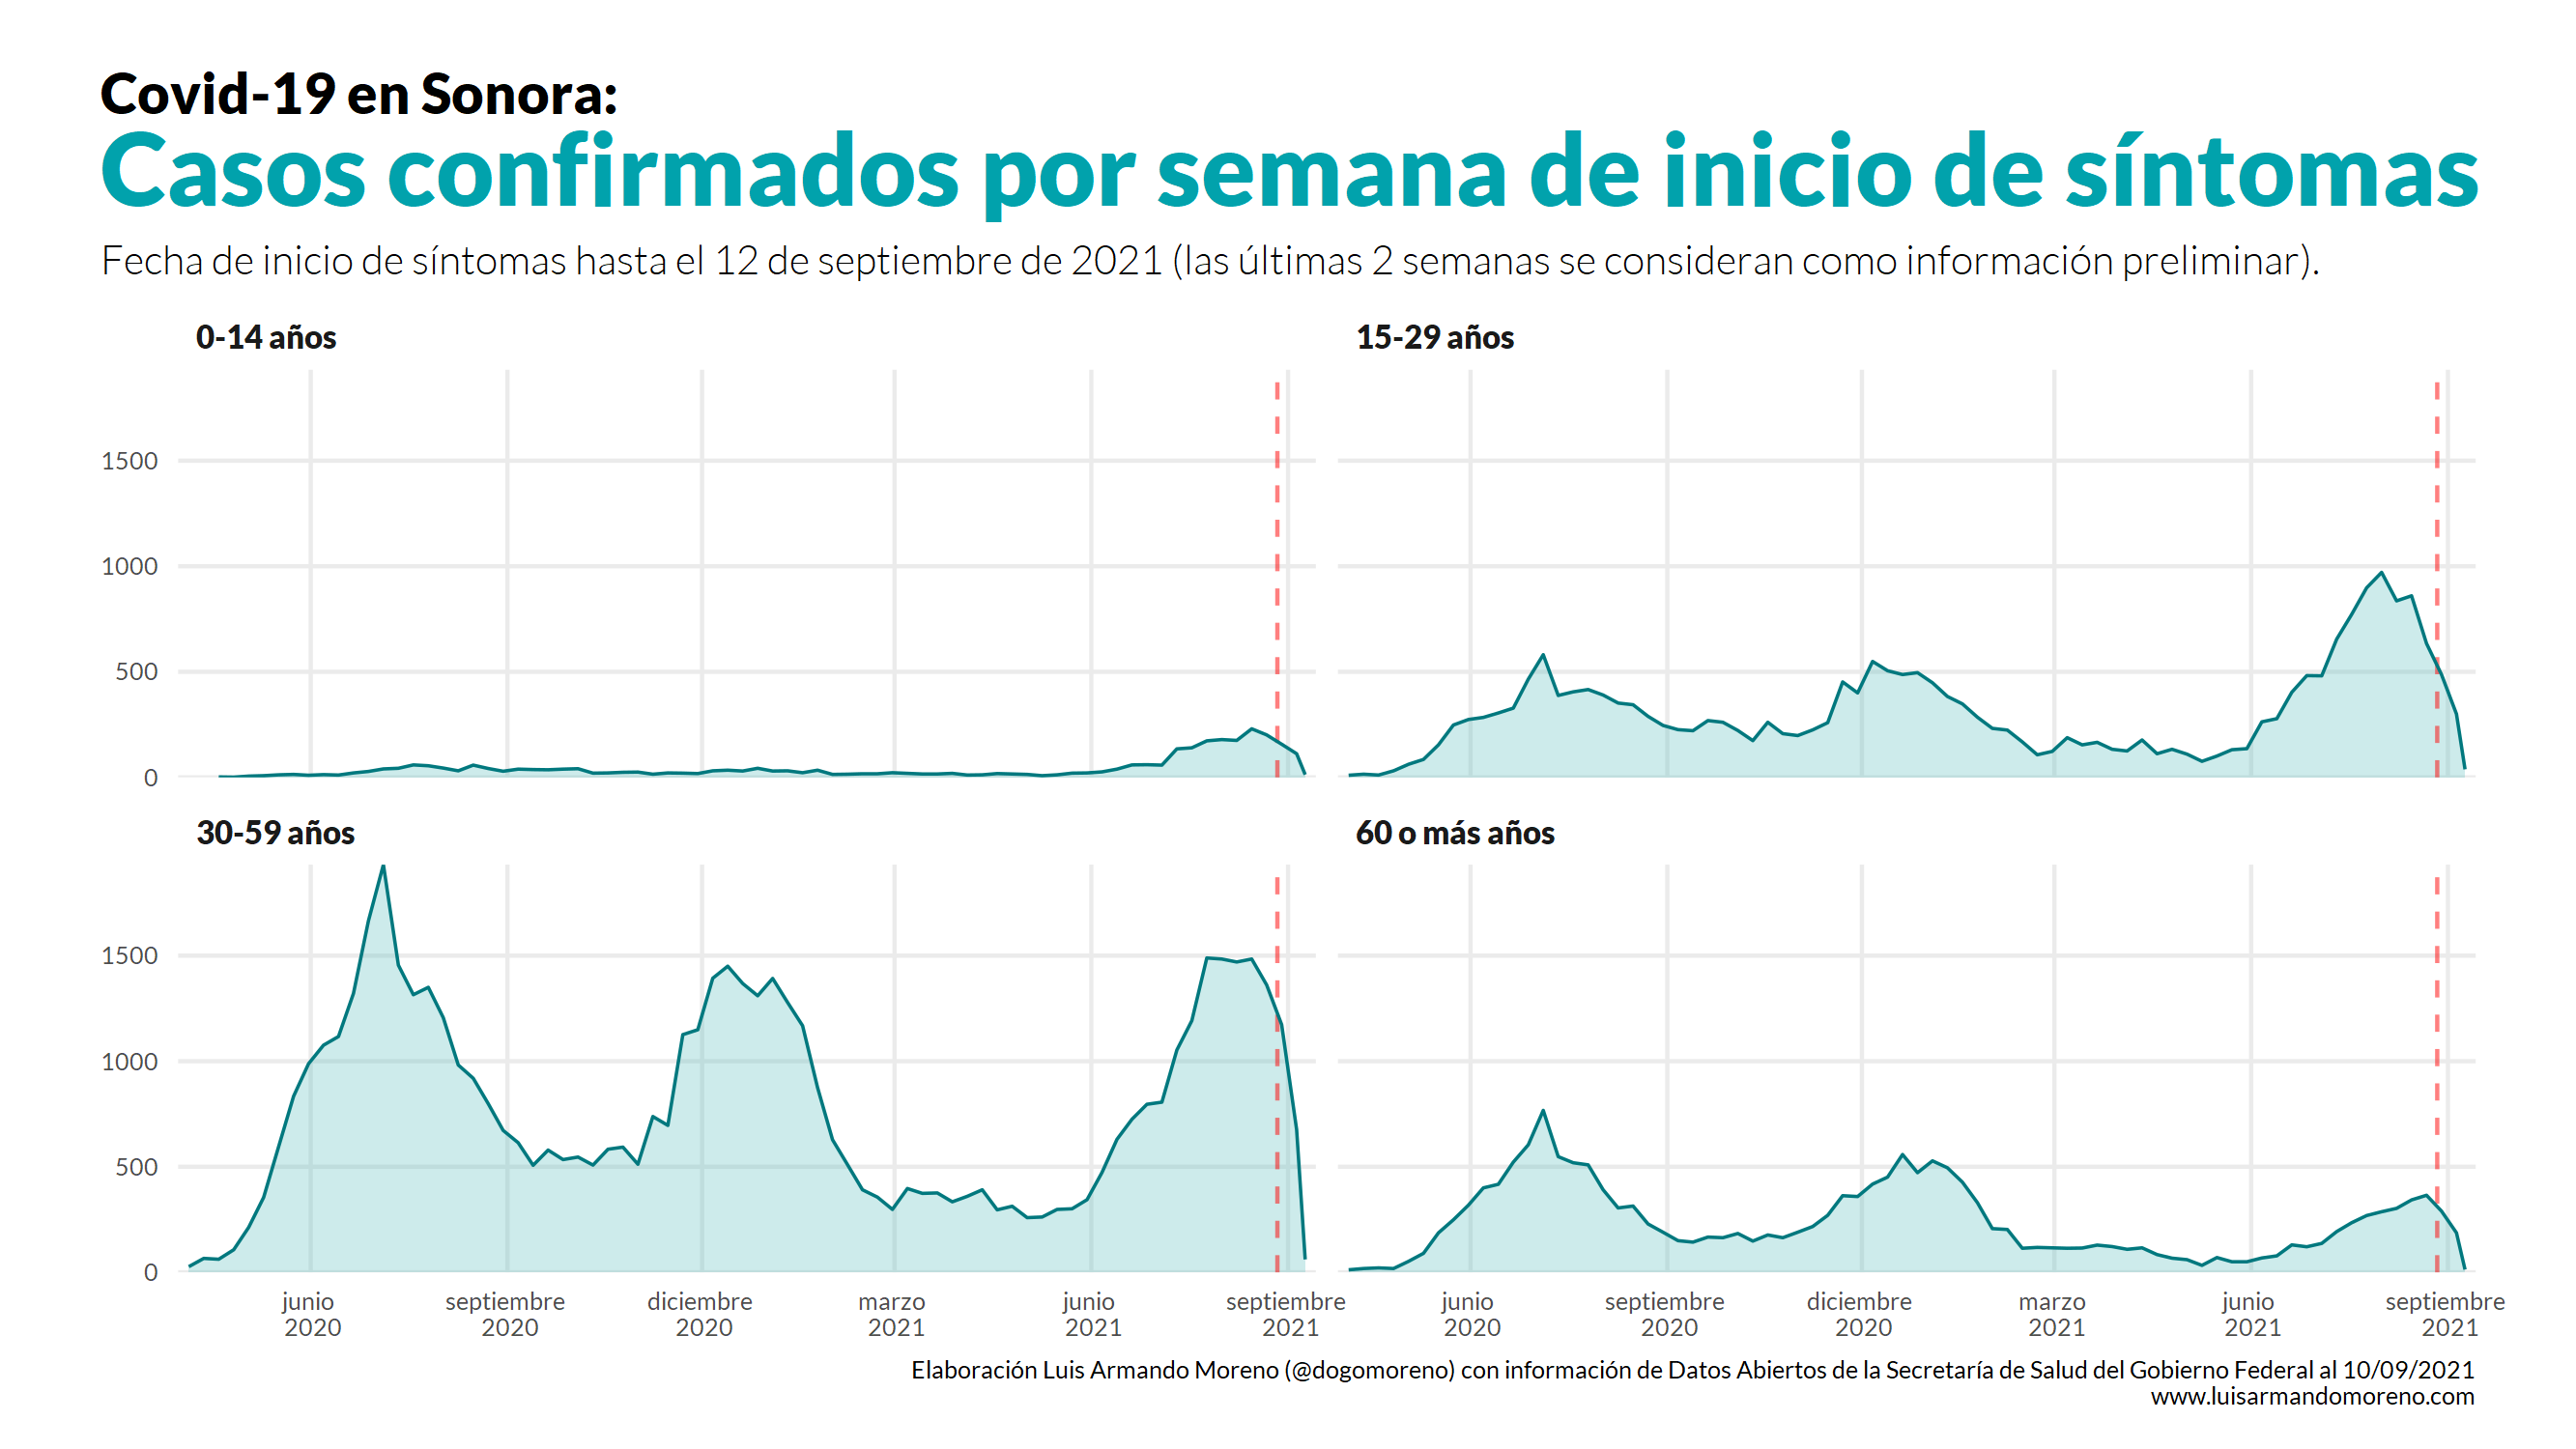 Covid-19 en Sonora:
Casos confirmados por semana de inicio de síntomas
Fecha de inicio de síntomas hasta el 12 de septiembre de 2021 (las últimas 2 semanas se consideran como información preliminar).
0-14 años
15-29 años
1500
1000
500
0
30-59 años
60 o más años
1500
1000
500
0
junio septiembre diciembre marzo junio septiembre junio septiembre diciembre marzo junio septiembre
2020 2020 2020 2021 2021 2021 2020 2020 2020 2021 2021 2021
Elaboración Luis Armando Moreno (@dogomoreno) con información de Datos Abiertos de la Secretaría de Salud del Gobierno Federal al 10/09/2021
www.luisarmandomoreno.com